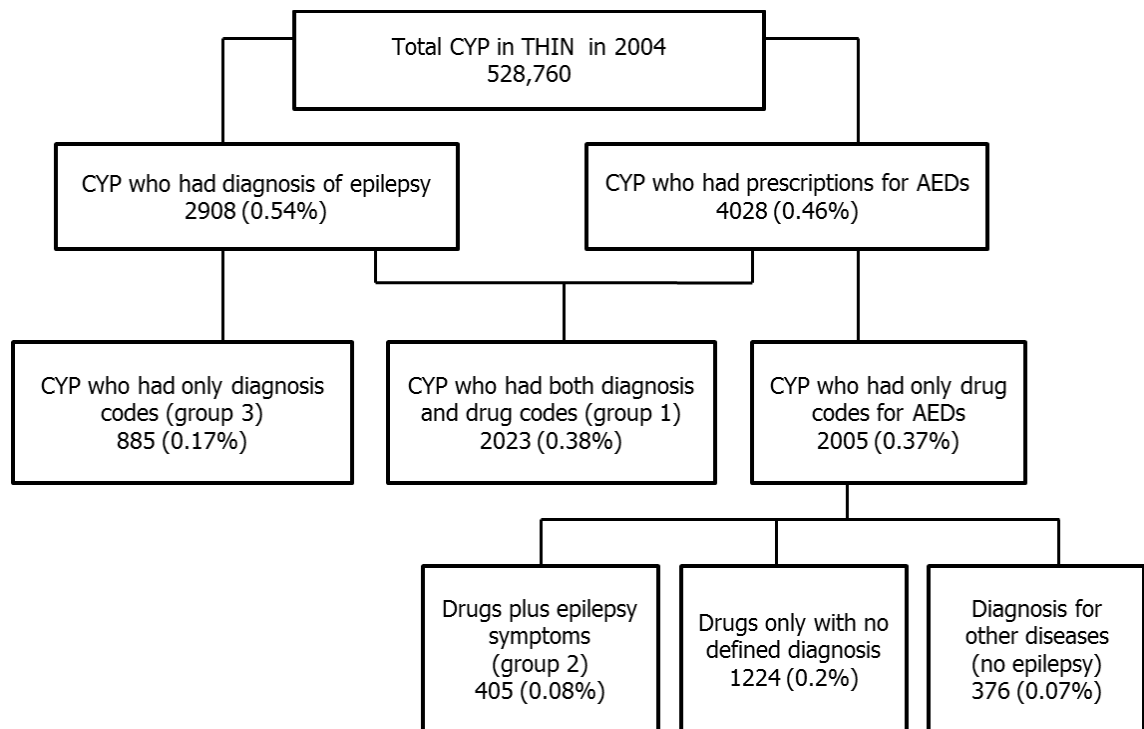 Total CYP in THIN in 2004
528,760
CYP who had diagnosis of epilepsy
2908 (0.54%)
CYP who had prescriptions for AEDs
4028 (0.46%)
CYP who had only diagnosis
codes (group 3)
885 (0.17%)
CYP who had both diagnosis
and drug codes (group 1)
2023 (0.38%)
CYP who had only drug
codes for AEDs
2005 (0.37%)
Drugs plus epilepsy
symptoms
(group 2)
405 (0.08%)
Drugs only with no
defined diagnosis
1224 (0.2%)
Diagnosis for
other diseases
(no epilepsy)
376 (0.07%)